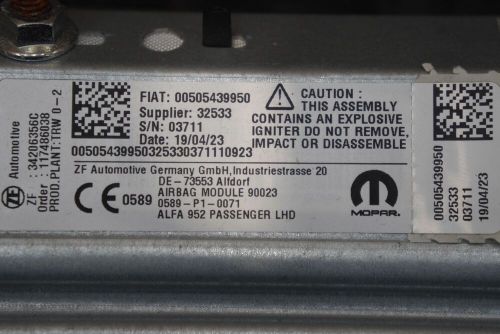 ZF Automotive
ZF : 34206356C
Order : 117486038
PROD.PLANT:TRW 0-2
FIAT: 00505439950
Supplier: 32533
S/N: 03711
Date: 19/04/23
00505439950325330371110923
CAUTION :
THIS ASSEMBLY
CONTAINS AN EXPLOSIVE
IGNITER DO NOT REMOVE,
IMPACT OR DISASSEMBLE
ZF Automotive Germany GmbH,Industriestrasse 20
DE-73553 Alfdorf
AIRBAG MODULE 90023
0589-P1-0071
ALFA 952 PASSENGER LHD
CE 0589
MOPAR
00505439950
32533
03711
19/04/23